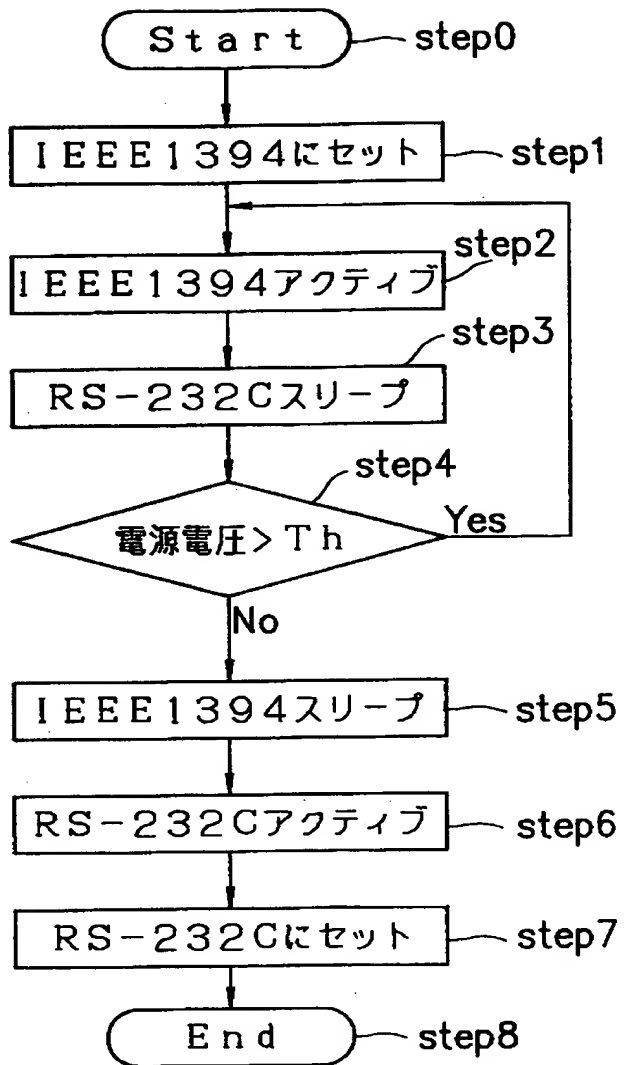 Start
step0
IEEE1394にセット
step1
IEEE1394アクティブ
step2
RS-232Cスリープ
step3
電源電圧>Th
step4
Yes
No
IEEE1394スリープ
step5
RS-232Cアクティブ
step6
RS-232Cにセット
step7
End
step8